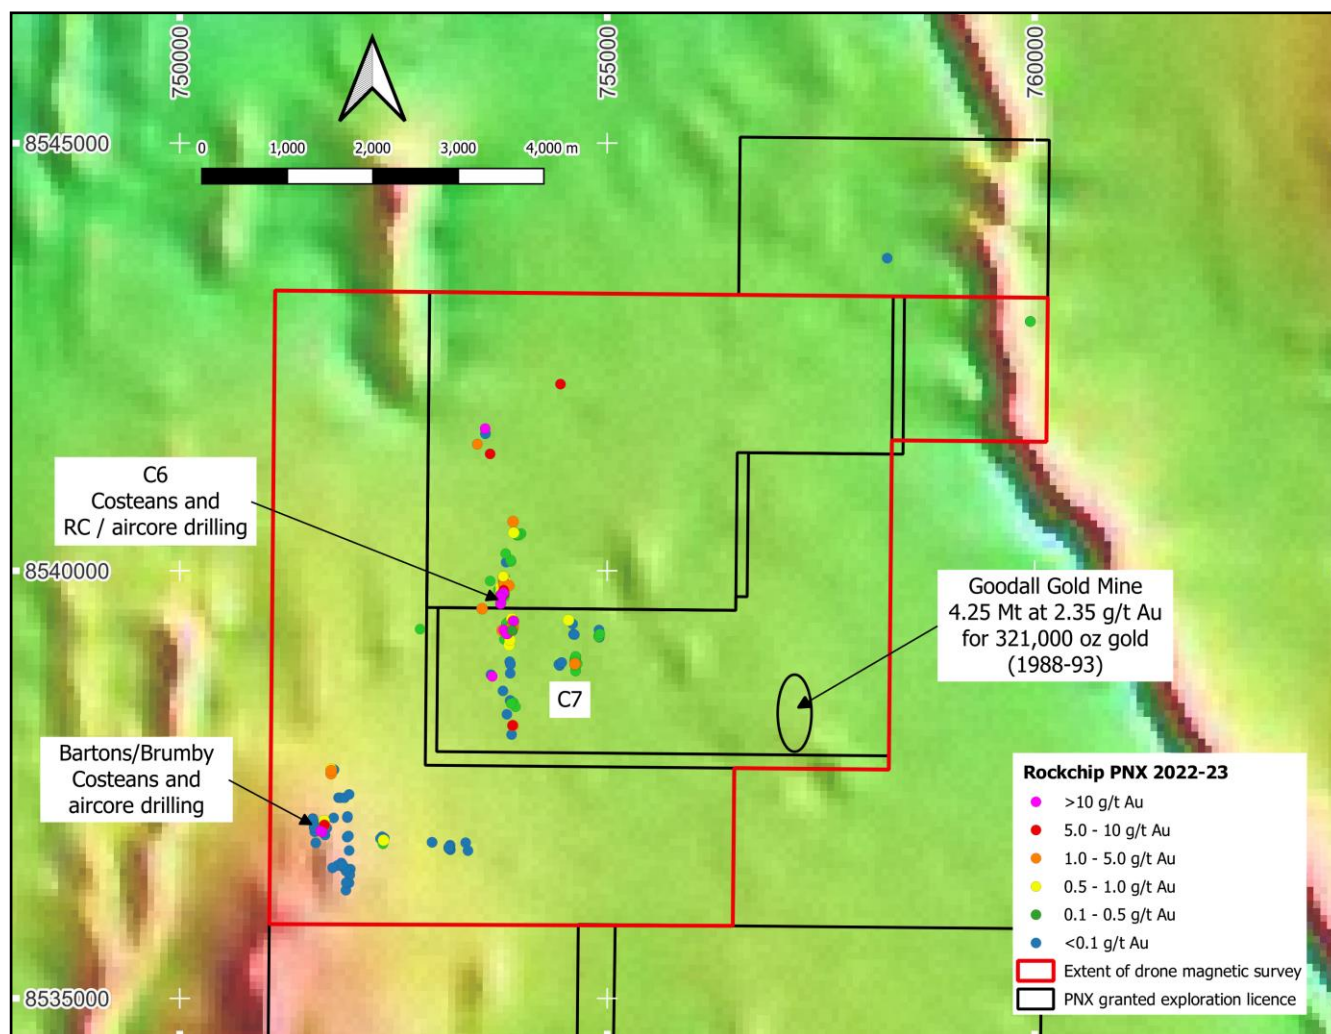 750000
755000
760000
8545000
0 1,000 2,000 3,000 4,000 m
C6
Costeans and
RC / aircore drilling
8540000
Goodall Gold Mine
4.25 Mt at 2.35 g/t Au
for 321,000 oz gold
(1988-93)
C7
Bartons/Brumby
Costeans and
aircore drilling
Rockchip PNX 2022-23
>10 g/t Au
5.0 - 10 g/t Au
1.0 - 5.0 g/t Au
0.5 - 1.0 g/t Au
0.1 - 0.5 g/t Au
<0.1 g/t Au
Extent of drone magnetic survey
PNX granted exploration licence
8535000